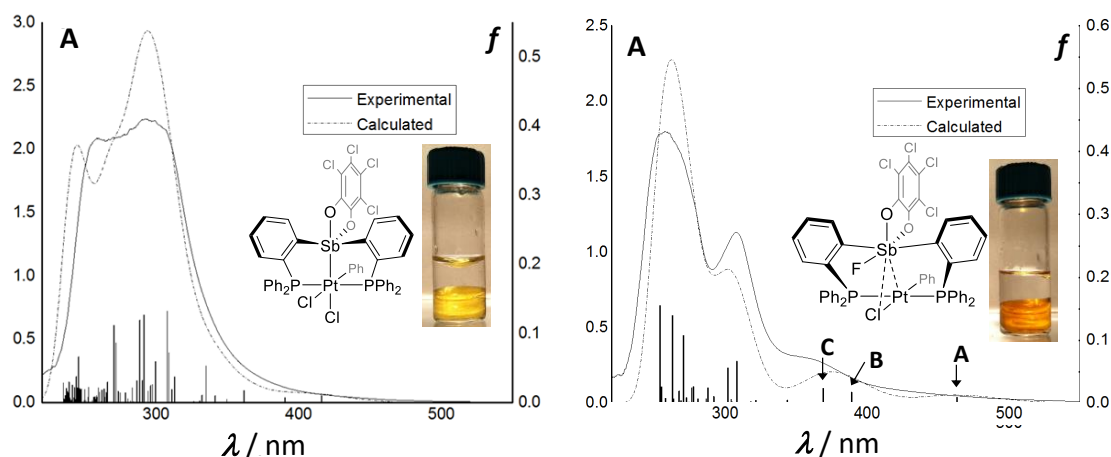 A
f
3.0
2.5
2.0
1.5
1.0
0.5
0.0
0.5
0.4
0.3
0.2
0.1
0.0
Experimental
Calculated
Cl
Cl
Cl
Cl
O
O
Sb
Ph
Ph2P
Pt
PPh2
Cl
Cl
300
400
500
λ / nm
A
f
2.5
2.0
1.5
1.0
0.5
0.0
0.6
0.5
0.4
0.3
0.2
0.1
0.0
Experimental
Calculated
Cl
Cl
Cl
Cl
O
O
Sb
F
Ph
Ph2P
Pt
PPh2
Cl
C
B
A
300
400
500
λ / nm